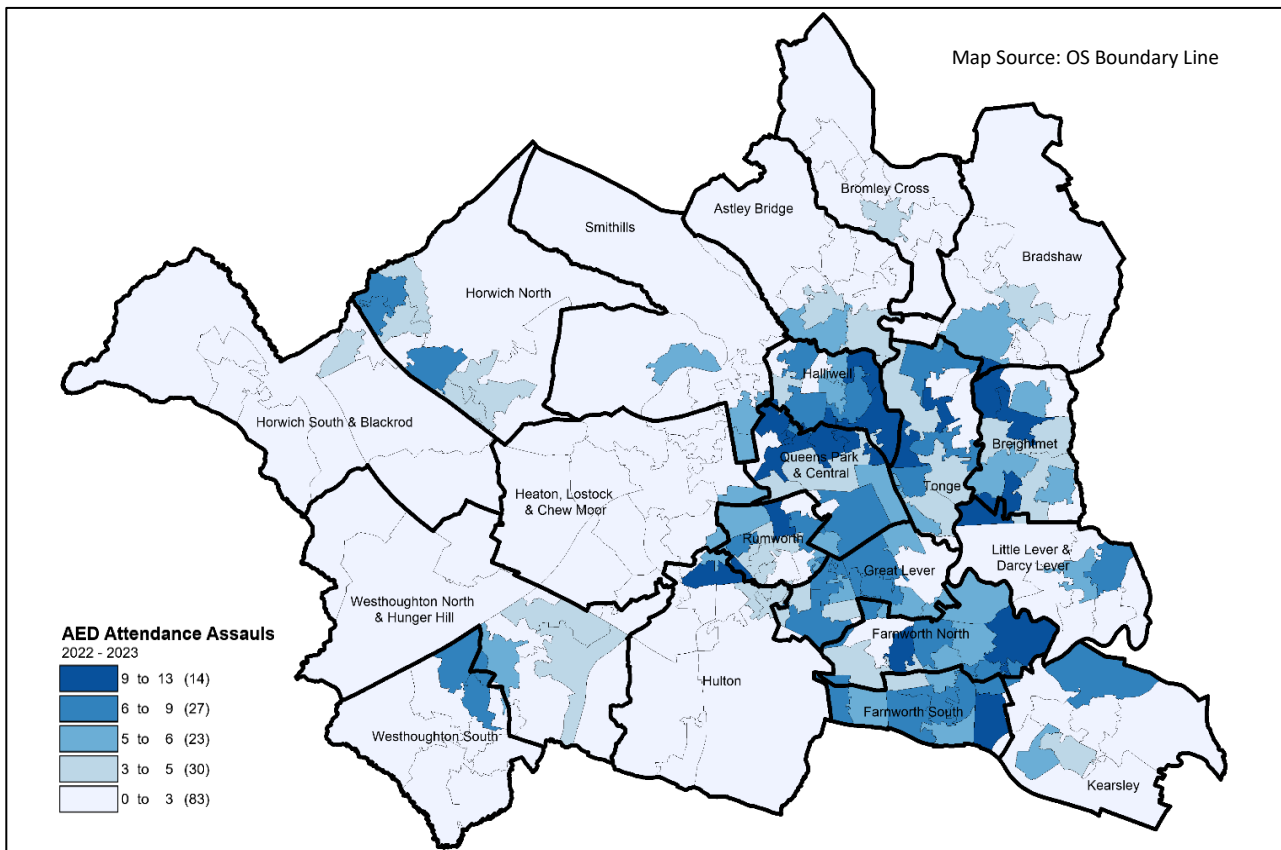 Map Source: OS Boundary Line
Bromley Cross
Astley Bridge
Smithills
Bradshaw
Horwich North
Halliwell
Horwich South & Blackrod
Breightmet
Queens Park
& Central
Tonge
Heaton, Lostock
& Chew Moor
Rumworth
Little Lever &
Darcy Lever
Great Lever
Westhoughton North
& Hunger Hill
Farnworth North
Hulton
Farnworth South
Westhoughton South
Kearsley
AED Attendance Assauls
2022 - 2023
9 to 13 (14)
6 to 9 (27)
5 to 6 (23)
3 to 5 (30)
0 to 3 (83)